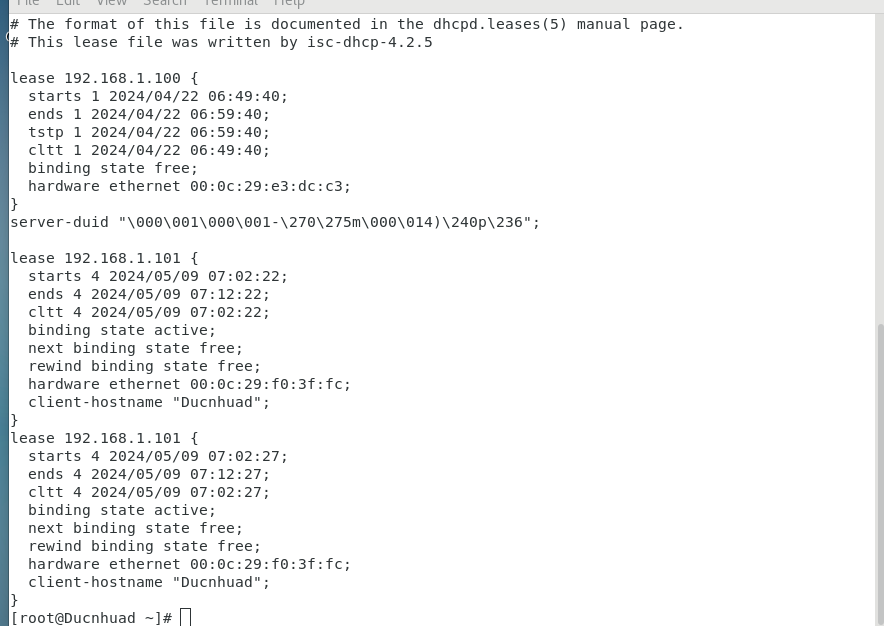 File Edit View Search Terminal Help
# The format of this file is documented in the dhcpd.leases(5) manual page.
# This lease file was written by isc-dhcp-4.2.5
lease 192.168.1.100 {
  starts 1 2024/04/22 06:49:40;
  ends 1 2024/04/22 06:59:40;
  tstp 1 2024/04/22 06:59:40;
  cltt 1 2024/04/22 06:49:40;
  binding state free;
  hardware ethernet 00:0c:29:e3:dc:c3;
}
server-duid "\000\001\000\001-\270\275m\000\014)\240p\236";
lease 192.168.1.101 {
  starts 4 2024/05/09 07:02:22;
  ends 4 2024/05/09 07:12:22;
  cltt 4 2024/05/09 07:02:22;
  binding state active;
  next binding state free;
  rewind binding state free;
  hardware ethernet 00:0c:29:f0:3f:fc;
  client-hostname "Ducnhuad";
}
lease 192.168.1.101 {
  starts 4 2024/05/09 07:02:27;
  ends 4 2024/05/09 07:12:27;
  cltt 4 2024/05/09 07:02:27;
  binding state active;
  next binding state free;
  rewind binding state free;
  hardware ethernet 00:0c:29:f0:3f:fc;
  client-hostname "Ducnhuad";
}
[root@Ducnhuad ~]#